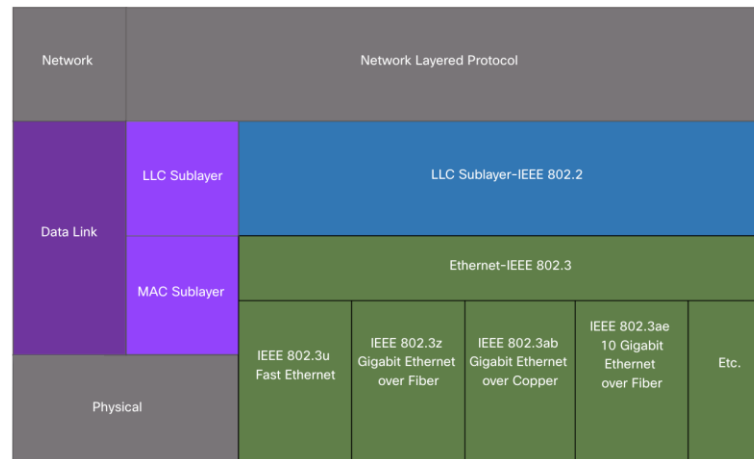 Network
Network Layered Protocol
Data Link
LLC Sublayer
LLC Sublayer-IEEE 802.2
MAC Sublayer
Ethernet-IEEE 802.3
IEEE 802.3u
Fast Ethernet
IEEE 802.3z
Gigabit Ethernet
over Fiber
IEEE 802.3ab
Gigabit Ethernet
over Copper
IEEE 802.3ae
10 Gigabit
Ethernet
over Fiber
Etc.
Physical